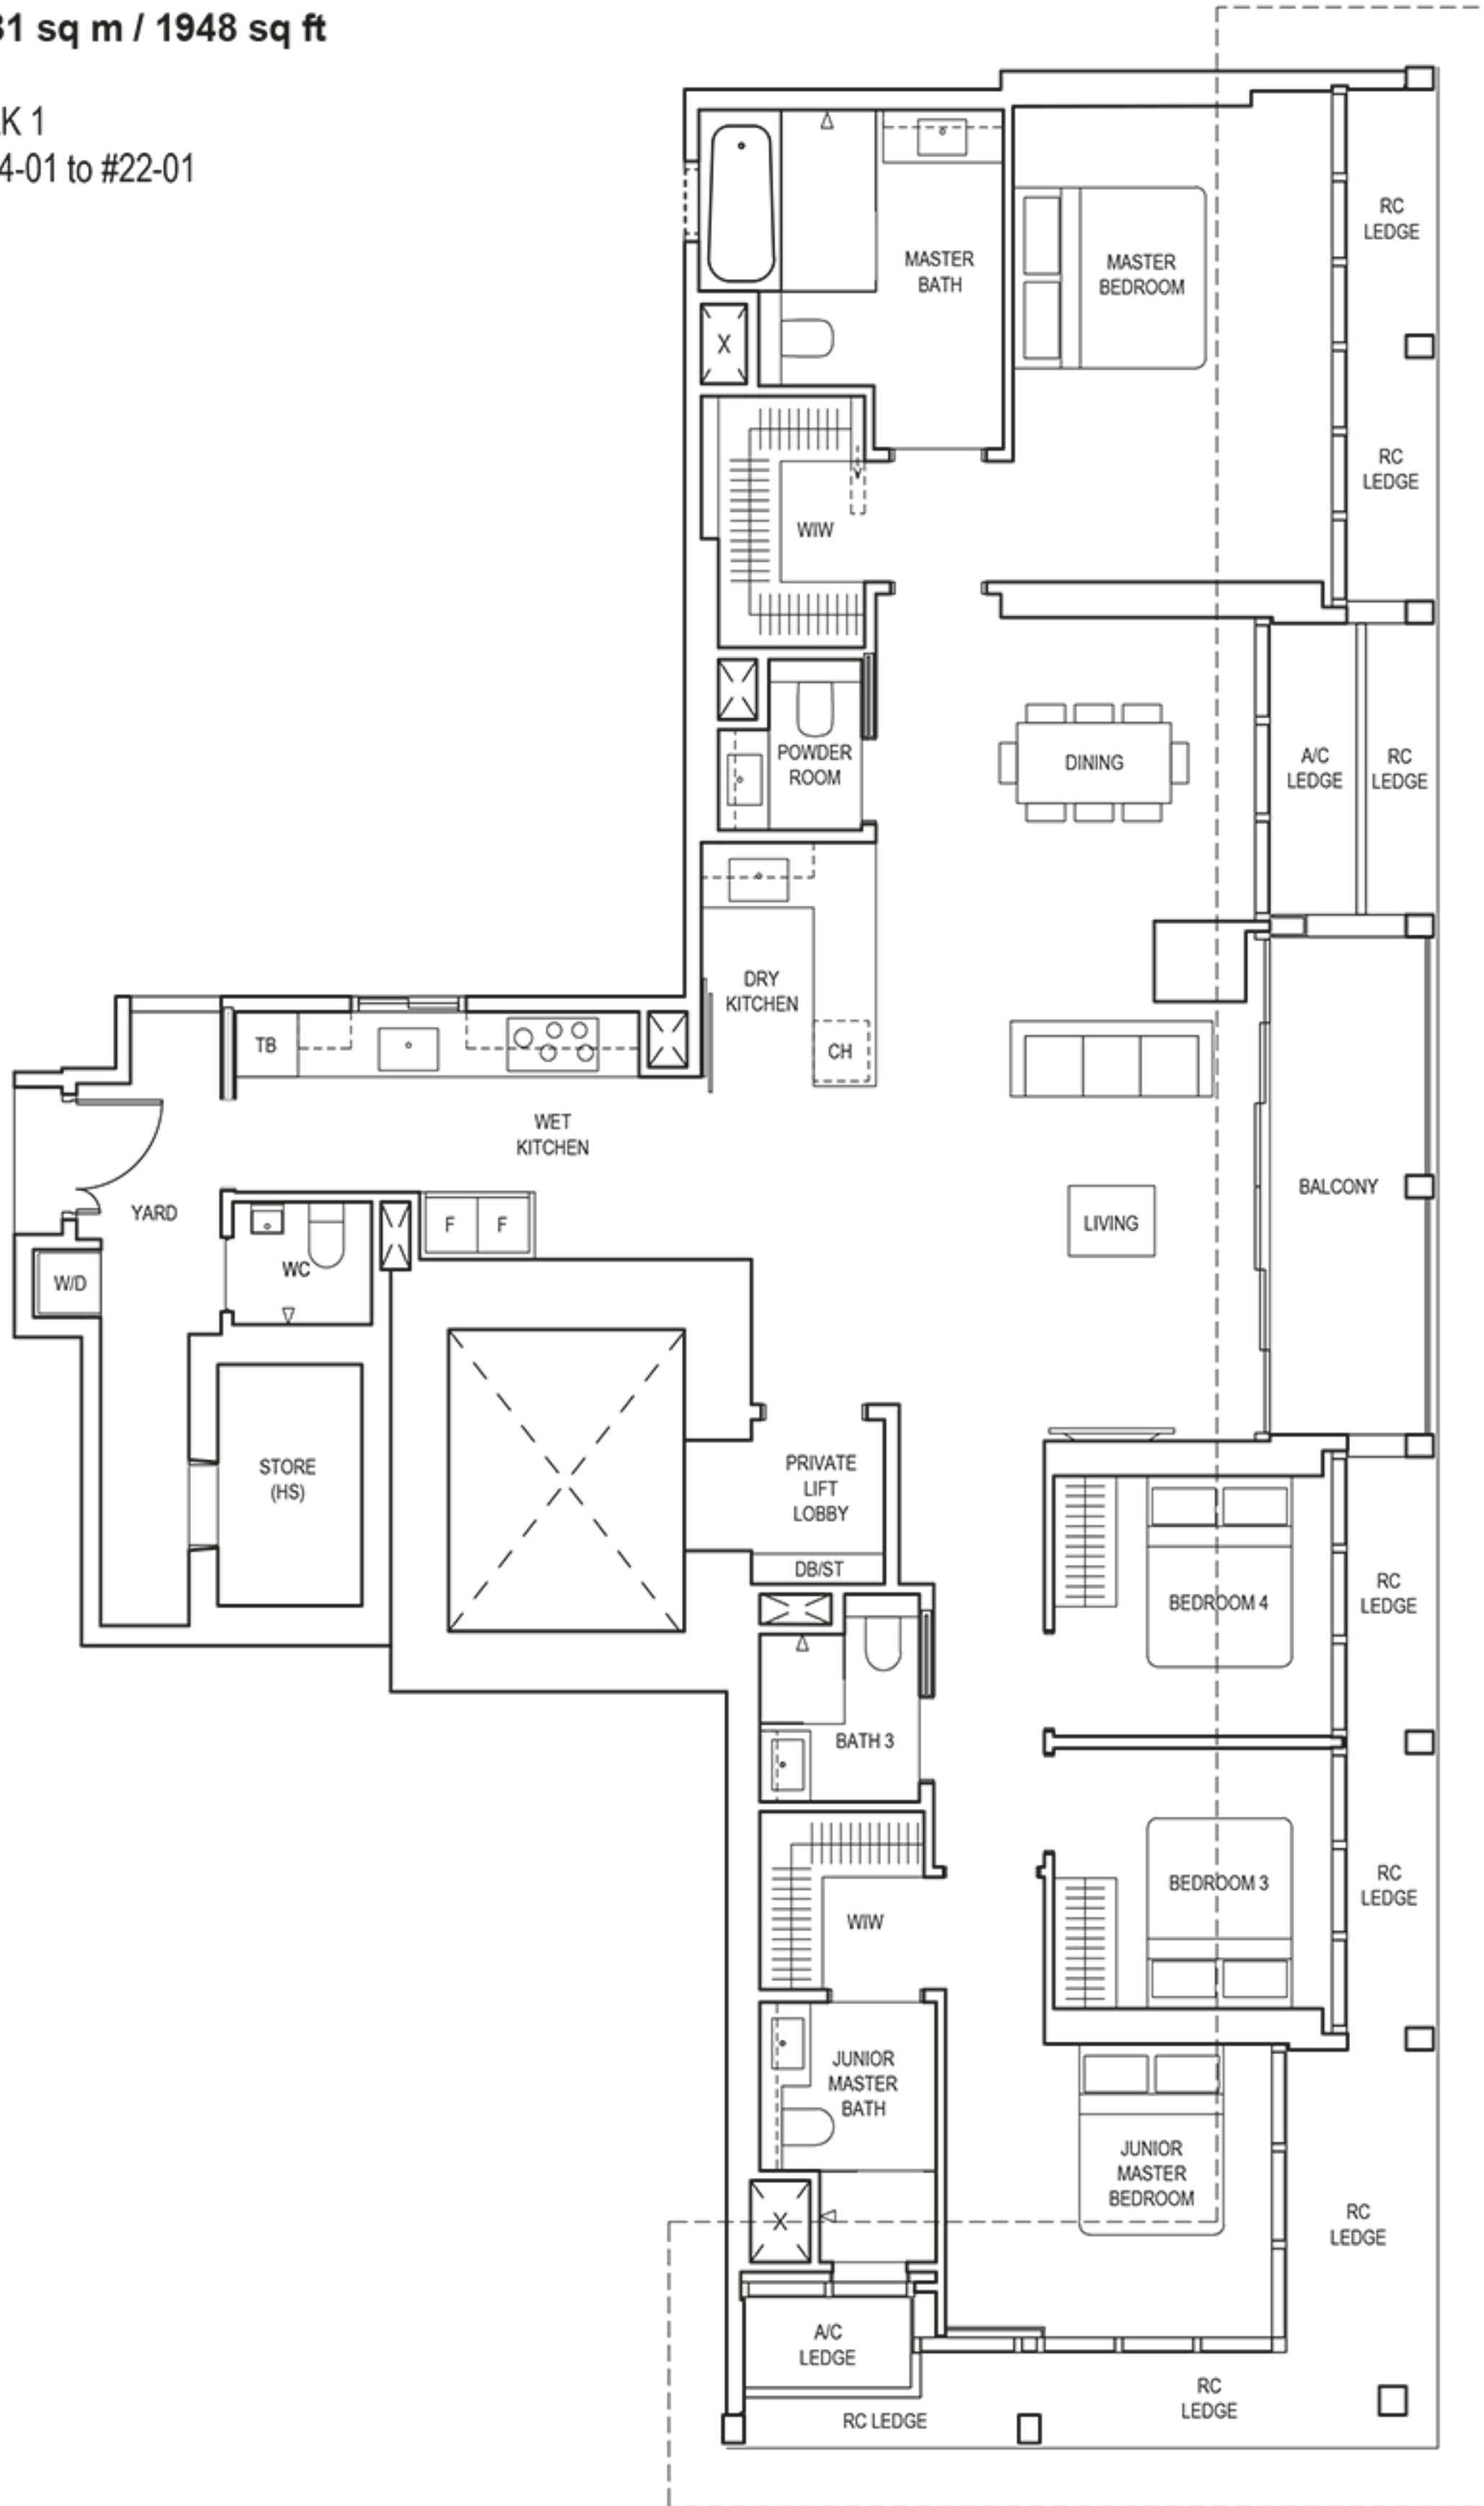 31 sq m / 1948 sq ft
K 1
4-01 to #22-01
RC
LEDGE
MASTER
BATH
MASTER
BEDROOM
X
RC
LEDGE
WIW
POWDER
ROOM
DINING
A/C
LEDGE
RC
LEDGE
DRY
KITCHEN
TB
CH
WET
KITCHEN
BALCONY
YARD
F
F
LIVING
W/D
WC
STORE
(HS)
PRIVATE
LIFT
LOBBY
DB/ST
BEDROOM 4
RC
LEDGE
BATH 3
BEDROOM 3
RC
LEDGE
WIW
JUNIOR
MASTER
BATH
JUNIOR
MASTER
BEDROOM
X
RC
LEDGE
A/C
LEDGE
RC
LEDGE
RC LEDGE